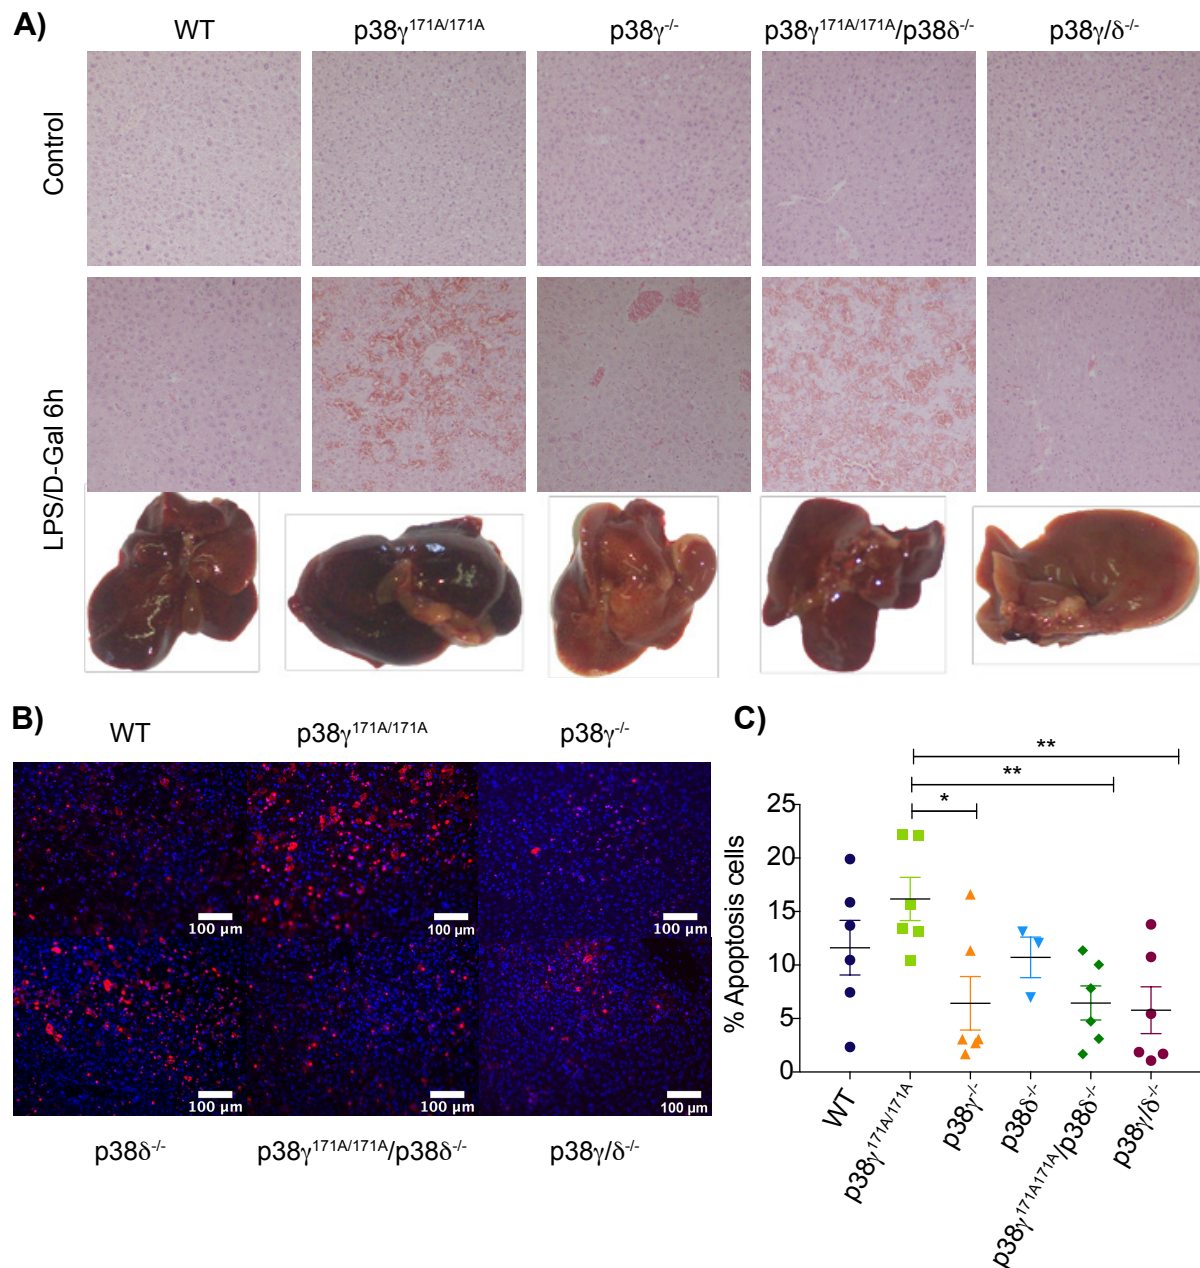 A)
WT p38γ171A/171A p38γ-/- p38γ171A/171A/p38δ-/- p38γ/δ-/-
Control
LPS/D-Gal 6h
B)
WT p38γ171A/171A p38γ-/-
100 µm 100 µm 100 µm
100 µm 100 µm 100 µm
p38δ-/- p38γ171A/171A/p38δ-/- p38γ/δ-/-
C)
**
**
*
% Apoptosis cells
25
20
15
10
5
0
WT
p38γ171A/171A
p38γ-/-
p38δ-/-
p38γ171A171A/p38δ-/-
p38γ/δ-/-